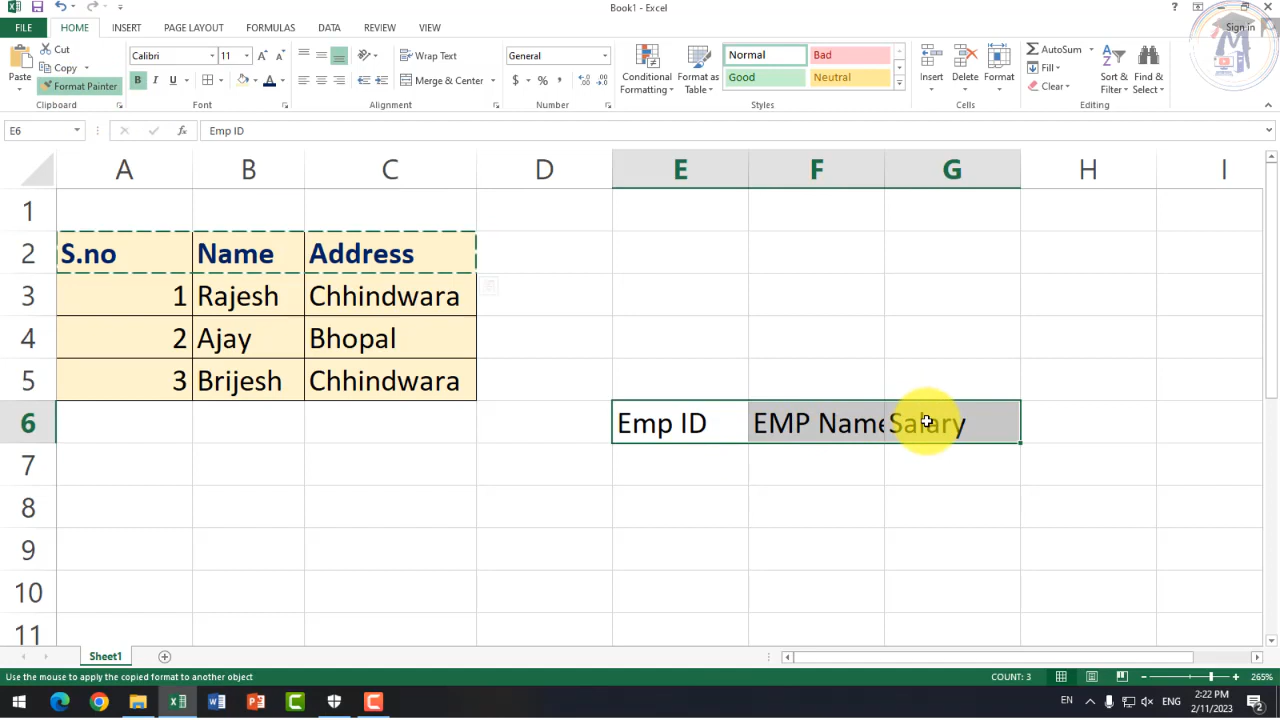 Book1 - Excel
?
Sign in
FILE HOME INSERT PAGE LAYOUT FORMULAS DATA REVIEW VIEW
Paste
Cut
Copy
Format Painter
Clipboard
Calibri 11
B I U
Font
Wrap Text
Merge & Center
Alignment
General
$ % ,
Number
Conditional Formatting
Format as Table
Normal Bad
Good Neutral
Styles
Insert Delete Format
Cells
AutoSum
Fill
Clear
Sort & Filter
Find & Select
Editing
E6 fx Emp ID
A B C D E F G H I
1
2 S.no Name Address
3 1 Rajesh Chhindwara
4 2 Ajay Bhopal
5 3 Brijesh Chhindwara
6 Emp ID EMP Name Salary
7
8
9
10
11
Sheet1
Use the mouse to apply the copied format to another object COUNT: 3 265%
EN ENG 2:22 PM
2/11/2023 2